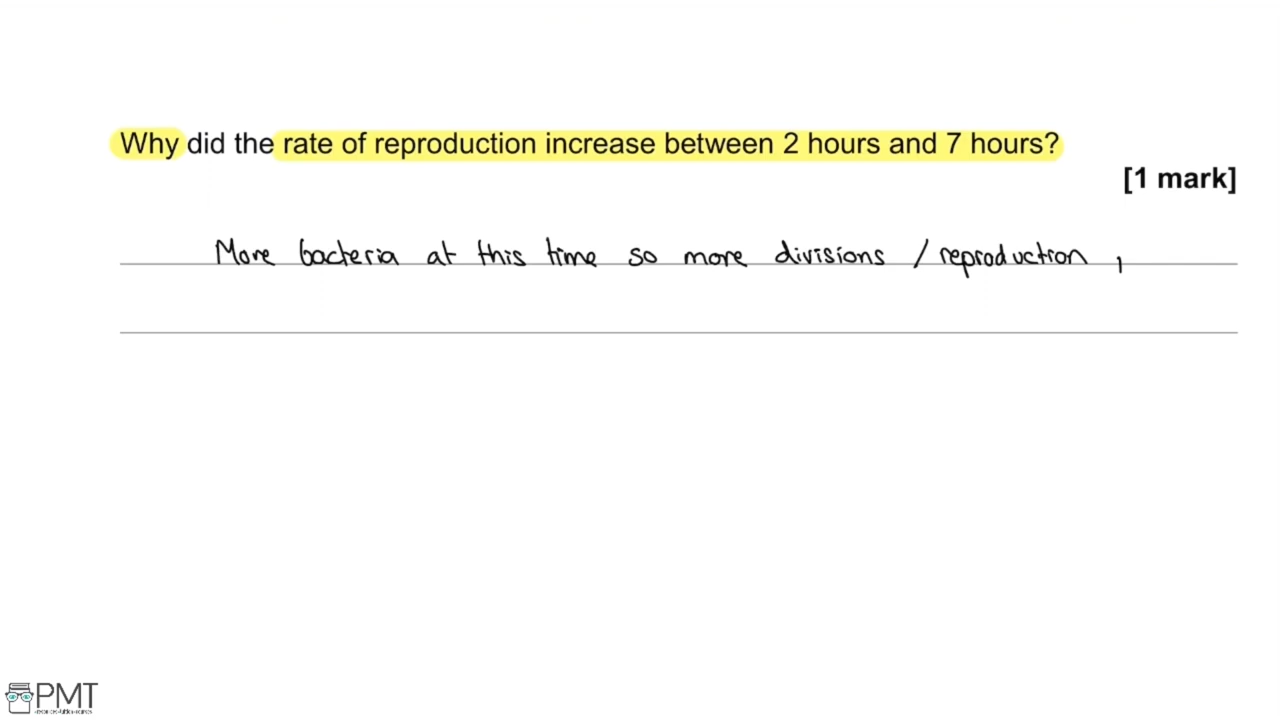 Why did the rate of reproduction increase between 2 hours and 7 hours?
[1 mark]
More bacteria at this time so more divisions / reproduction ,
PMT